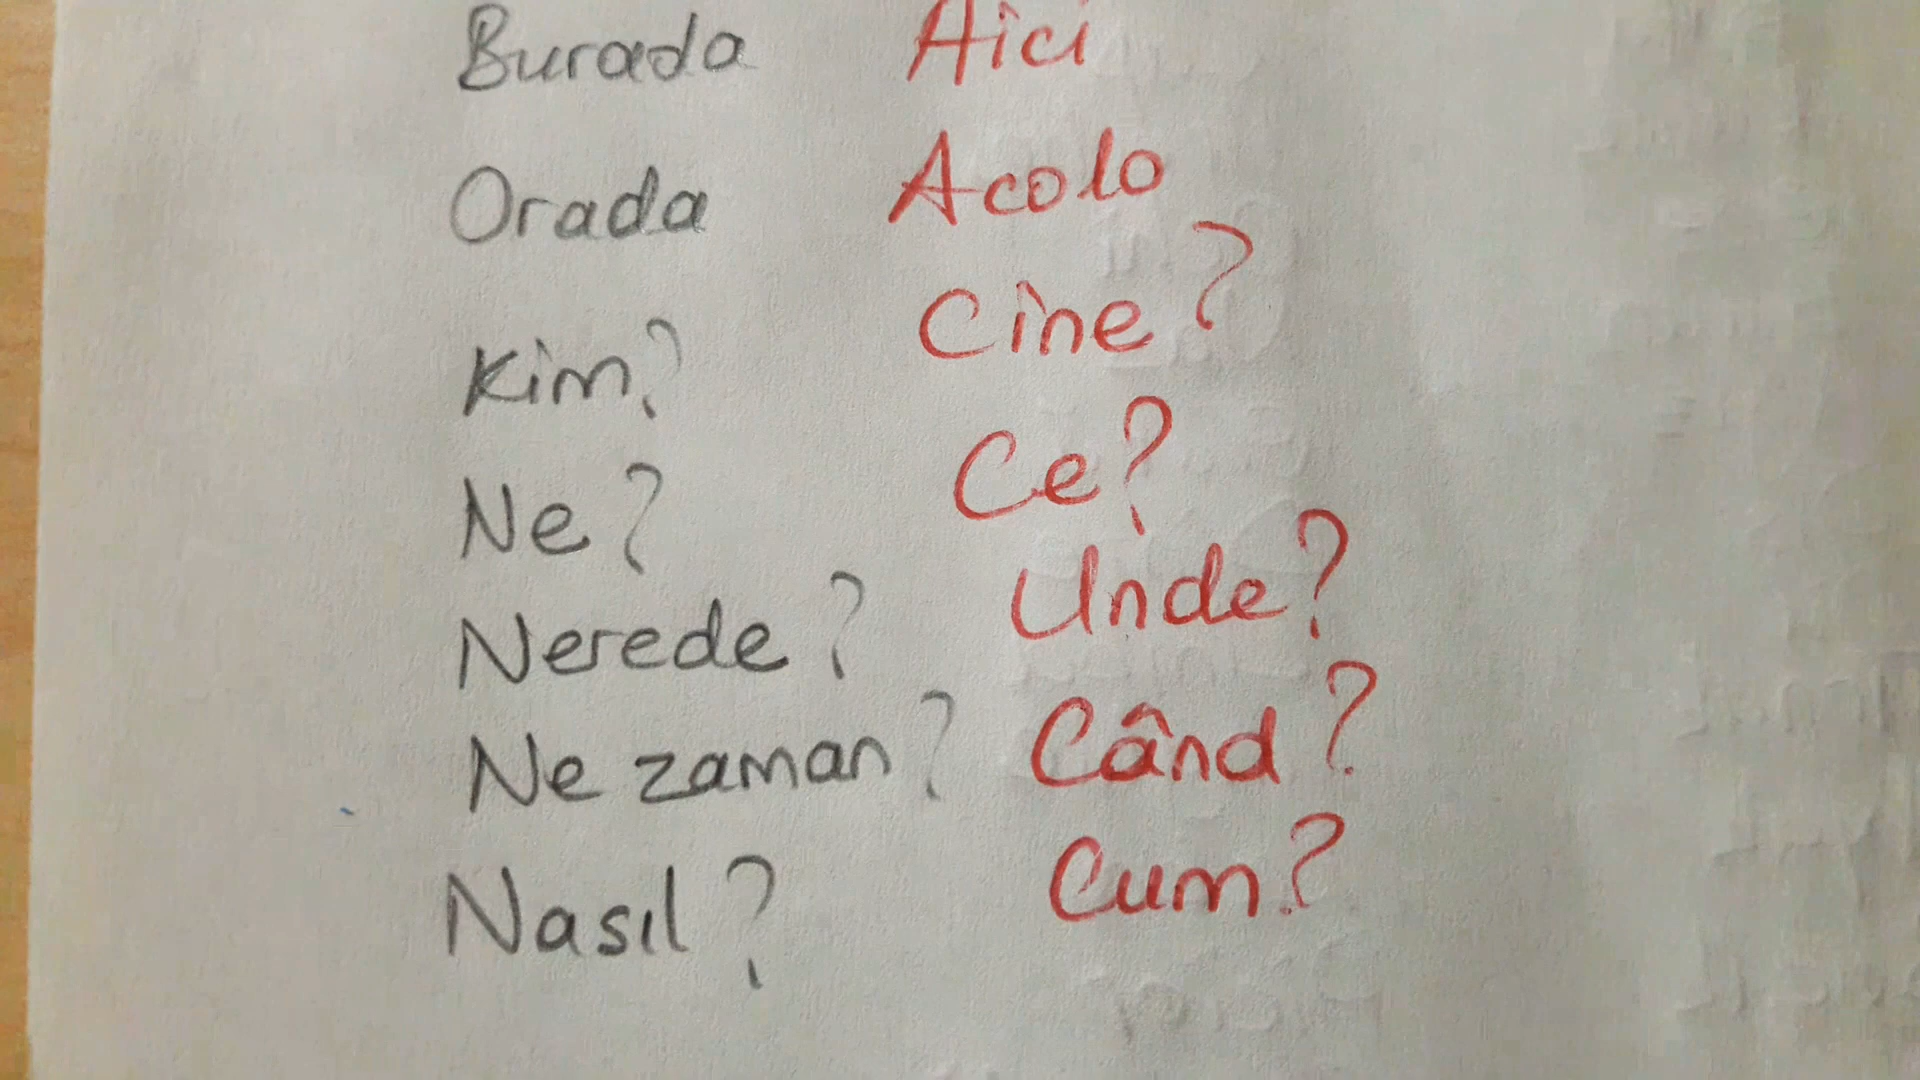 Burada Aici
Orada Acolo
Kim? Cine?
Ne? Ce?
Nerede? Unde?
Ne zaman? Când?
Nasıl? Cum?